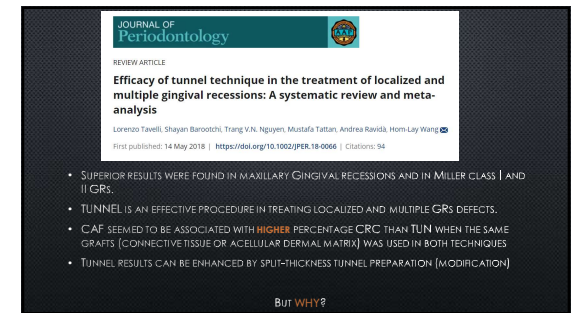 JOURNAL OF
Periodontology
REVIEW ARTICLE
Efficacy of tunnel technique in the treatment of localized and
multiple gingival recessions: A systematic review and meta-
analysis
Lorenzo Tavelli, Shayan Barootchi, Trang V.N. Nguyen, Mustafa Tattan, Andrea Ravidà, Hom-Lay Wang
First published: 14 May 2018 | https://doi.org/10.1002/JPER.18-0066 | Citations: 94
• SUPERIOR RESULTS WERE FOUND IN MAXILLARY GINGIVAL RECESSIONS AND IN MILLER CLASS I AND
II GRS.
• TUNNEL IS AN EFFECTIVE PROCEDURE IN TREATING LOCALIZED AND MULTIPLE GRS DEFECTS.
• CAF SEEMED TO BE ASSOCIATED WITH HIGHER PERCENTAGE CRC THAN TUN WHEN THE SAME
GRAFTS (CONNECTIVE TISSUE OR ACELLULAR DERMAL MATRIX) WAS USED IN BOTH TECHNIQUES
• TUNNEL RESULTS CAN BE ENHANCED BY SPLIT-THICKNESS TUNNEL PREPARATION (MODIFICATION)
BUT WHY?